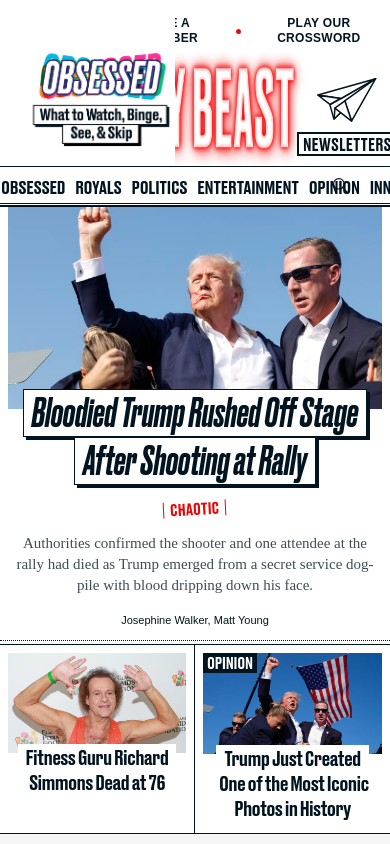 E A
BER
PLAY OUR
CROSSWORD
OBSESSED
What to Watch, Binge,
See, & Skip
Y BEAST
NEWSLETTERS
OBSESSED ROYALS POLITICS ENTERTAINMENT OPINION INN
Bloodied Trump Rushed Off Stage
After Shooting at Rally
CHAOTIC
Authorities confirmed the shooter and one attendee at the
rally had died as Trump emerged from a secret service dog-
pile with blood dripping down his face.
Josephine Walker, Matt Young
Fitness Guru Richard
Simmons Dead at 76
OPINION
Trump Just Created
One of the Most Iconic
Photos in History